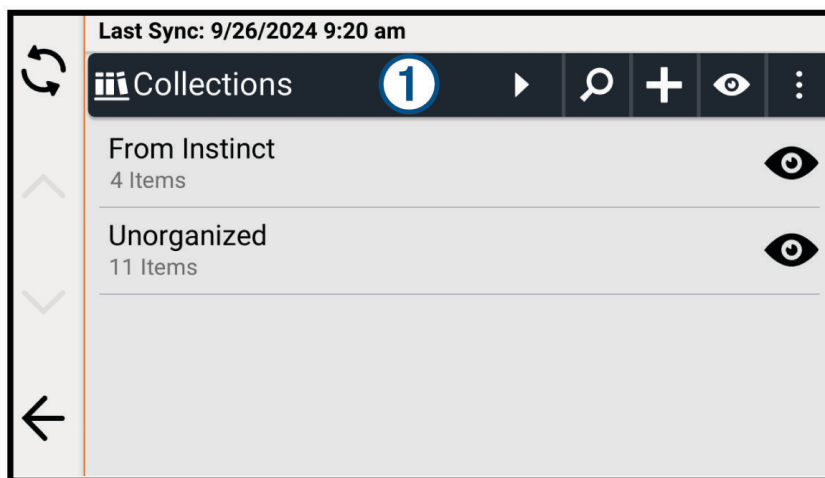 Last Sync: 9/26/2024 9:20 am
Collections 1
From Instinct
4 Items
Unorganized
11 Items